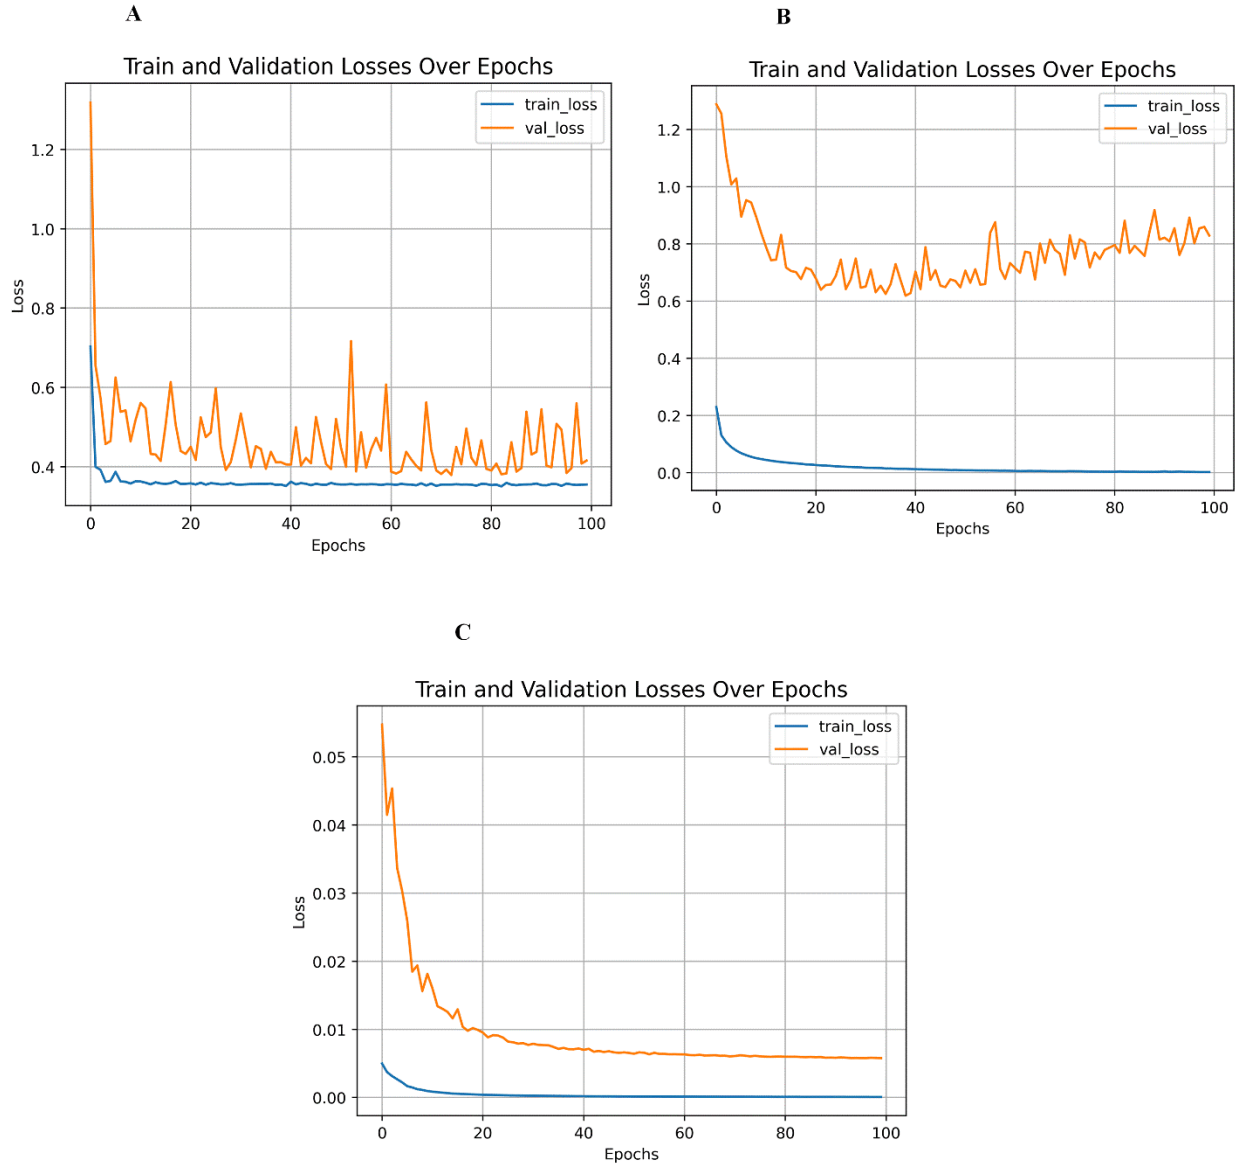 A
Train and Validation Losses Over Epochs
train_loss
val_loss
1.2
1.0
0.8
0.6
0.4
Loss
0 20 40 60 80 100
Epochs
B
Train and Validation Losses Over Epochs
train_loss
val_loss
1.2
1.0
0.8
0.6
0.4
0.2
0.0
Loss
0 20 40 60 80 100
Epochs
C
Train and Validation Losses Over Epochs
train_loss
val_loss
0.05
0.04
0.03
0.02
0.01
0.00
Loss
0 20 40 60 80 100
Epochs